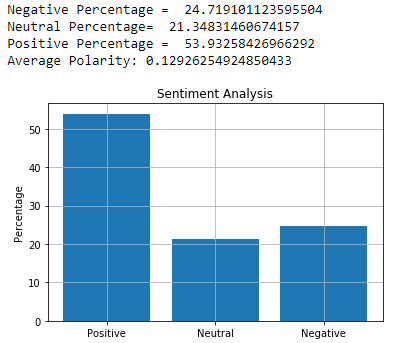 Negative Percentage =  24.719101123595504
Neutral Percentage=  21.34831460674157
Positive Percentage =  53.93258426966292
Average Polarity: 0.12926254924850433
Sentiment Analysis
50
40
30
20
10
0
Percentage
Positive Neutral Negative